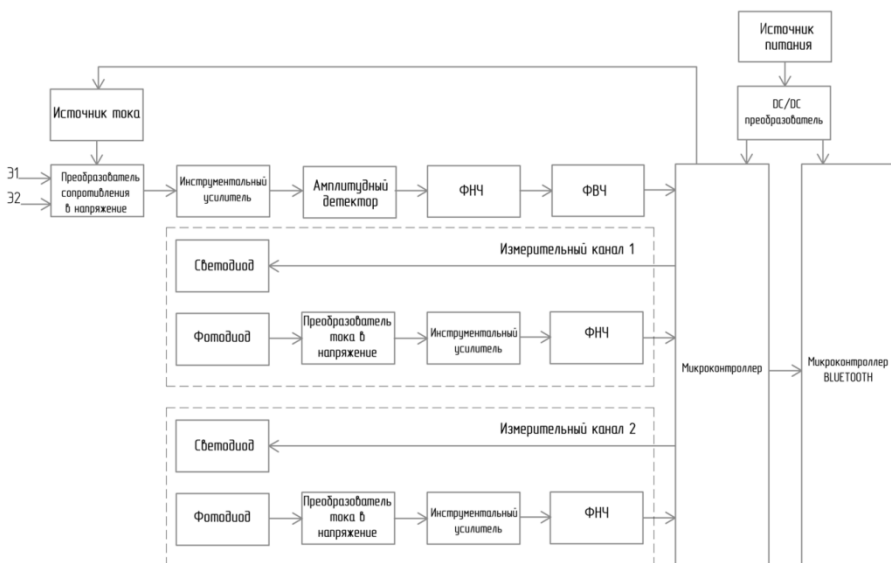 Источник
питания
Источник тока
DC/DC
преобразователь
Э1
Э2
Преобразователь
сопротивления
в напряжение
Инструментальный
усилитель
Амплитудный
детектор
ФНЧ
ФВЧ
Измерительный канал 1
Светодиод
Фотодиод
Преобразователь
тока в
напряжение
Инструментальный
усилитель
ФНЧ
Микроконтроллер
Микроконтроллер
BLUETOOTH
Измерительный канал 2
Светодиод
Фотодиод
Преобразователь
тока в
напряжение
Инструментальный
усилитель
ФНЧ